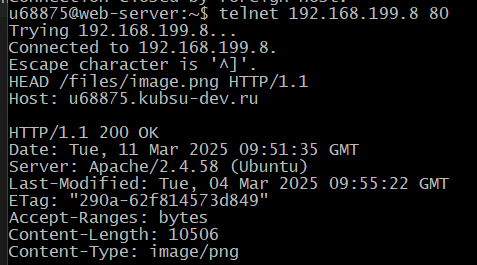 u68875@web-server:~$ telnet 192.168.199.8 80
Trying 192.168.199.8...
Connected to 192.168.199.8.
Escape character is '^]'.
HEAD /files/image.png HTTP/1.1
Host: u68875.kubsu-dev.ru
HTTP/1.1 200 OK
Date: Tue, 11 Mar 2025 09:51:35 GMT
Server: Apache/2.4.58 (Ubuntu)
Last-Modified: Tue, 04 Mar 2025 09:55:22 GMT
ETag: "290a-62f814573d849"
Accept-Ranges: bytes
Content-Length: 10506
Content-Type: image/png